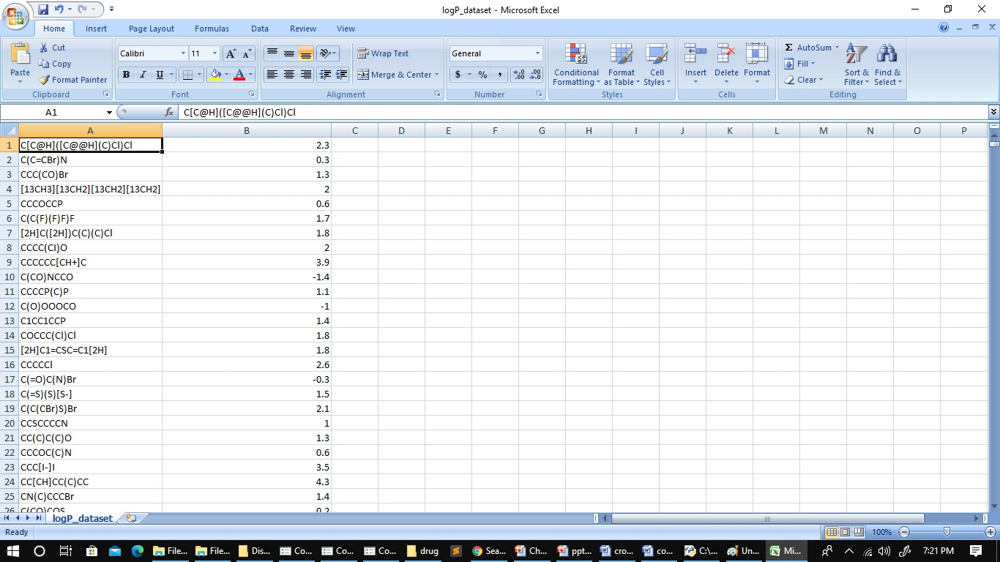 logP_dataset - Microsoft Excel
Home Insert Page Layout Formulas Data Review View
Cut
Copy
Format Painter
Paste
Clipboard
Calibri 11
B I U
Font
Wrap Text
Merge & Center
Alignment
General
$ % ,
Number
Conditional Formatting
Format as Table
Cell Styles
Styles
Insert Delete Format
Cells
Σ AutoSum
Fill
Clear
Sort & Filter
Find & Select
Editing
A1 fx C[C@H]([C@@H](C)Cl)Cl
A B C D E F G H I J K L M N O P
1 C[C@H]([C@@H](C)Cl)Cl 2.3
2 C(C=CBr)N 0.3
3 CCC(CO)Br 1.3
4 [13CH3][13CH2][13CH2][13CH2] 2
5 CCCOCCP 0.6
6 C(C(F)(F)F)F 1.7
7 [2H]C([2H])C(C)(C)Cl 1.8
8 CCCC(Cl)O 2
9 CCCCCC[CH+]C 3.9
10 C(CO)NCCO -1.4
11 CCCCP(C)P 1.1
12 C(O)OOOCO -1
13 C1CC1CCP 1.4
14 COCCC(Cl)Cl 1.8
15 [2H]C1=CSC=C1[2H] 1.8
16 CCCCCl 2.6
17 C(=O)C(N)Br -0.3
18 C(=S)(S)[S-] 1.5
19 C(C(CBr)S)Br 2.1
20 CCSCCCCN 1
21 CC(C)C(C)O 1.3
22 CCCOC(C)N 0.6
23 CCC[I-]I 3.5
24 CC[CH]CC(C)CC 4.3
25 CN(C)CCCBr 1.4
26 C(CO)COS 0.2
logP_dataset
Ready 100%
File... File... Dis... Co... Co... Co... drug Sea... Ch... ppt... cro... co... C:\... Un... Mi... 7:21 PM